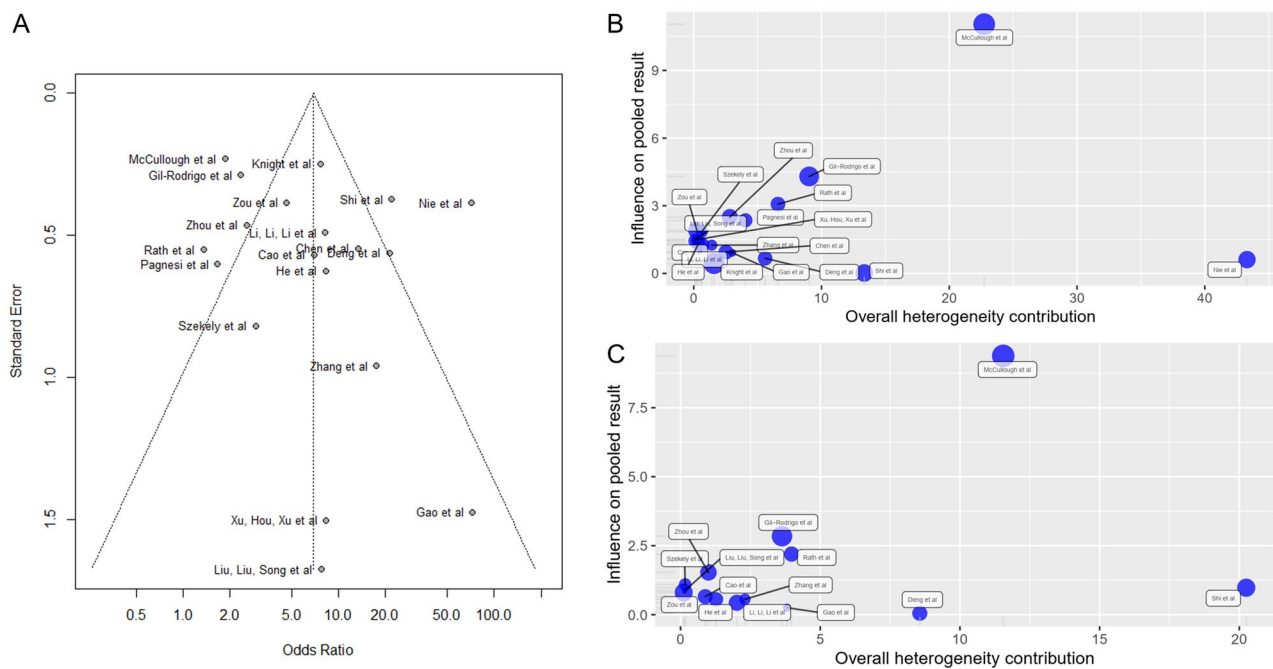 A
0.0
0.5
1.0
1.5
Standard Error
McCullough et al
Knight et al
Gil-Rodrigo et al
Zou et al
Shi et al
Nie et al
Zhou et al
Li, Li, Li et al
Rath et al
Chen et al
Deng et al
Pagnesi et al
Cao et al
He et al
Szekely et al
Zhang et al
Xu, Hou, Xu et al
Gao et al
Liu, Liu, Song et al
0.5
1.0
2.0
5.0
10.0
20.0
50.0
100.0
Odds Ratio
B
Influence on pooled result
9
6
3
0
McCullough et al
Zhou et al
Gil-Rodrigo et al
Szekely et al
Rath et al
Zou et al
Pagnesi et al
Xu, Hou, Xu et al
Liu, Liu, Song et al
Zhang et al
Chen et al
Li, Li, Li et al
He et al
Knight et al
Gao et al
Deng et al
Shi et al
Nie et al
0
10
20
30
40
Overall heterogeneity contribution
C
Influence on pooled result
7.5
5.0
2.5
0.0
McCullough et al
Gil-Rodrigo et al
Zhou et al
Szekely et al
Liu, Liu, Song et al
Rath et al
Cao et al
Zhang et al
Zou et al
He et al
Li, Li, Li et al
Gao et al
Deng et al
Shi et al
0
5
10
15
20
Overall heterogeneity contribution